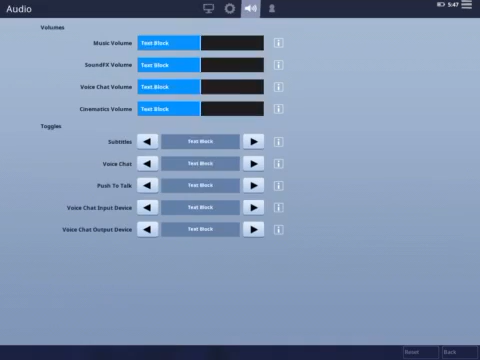 Audio
5:47
Volumes
Music Volume Text Block
SoundFX Volume Text Block
Voice Chat Volume Text Block
Cinematics Volume Text Block
Toggles
Subtitles Text Block
Voice Chat Text Block
Push To Talk Text Block
Voice Chat Input Device Text Block
Voice Chat Output Device Text Block
Reset Back